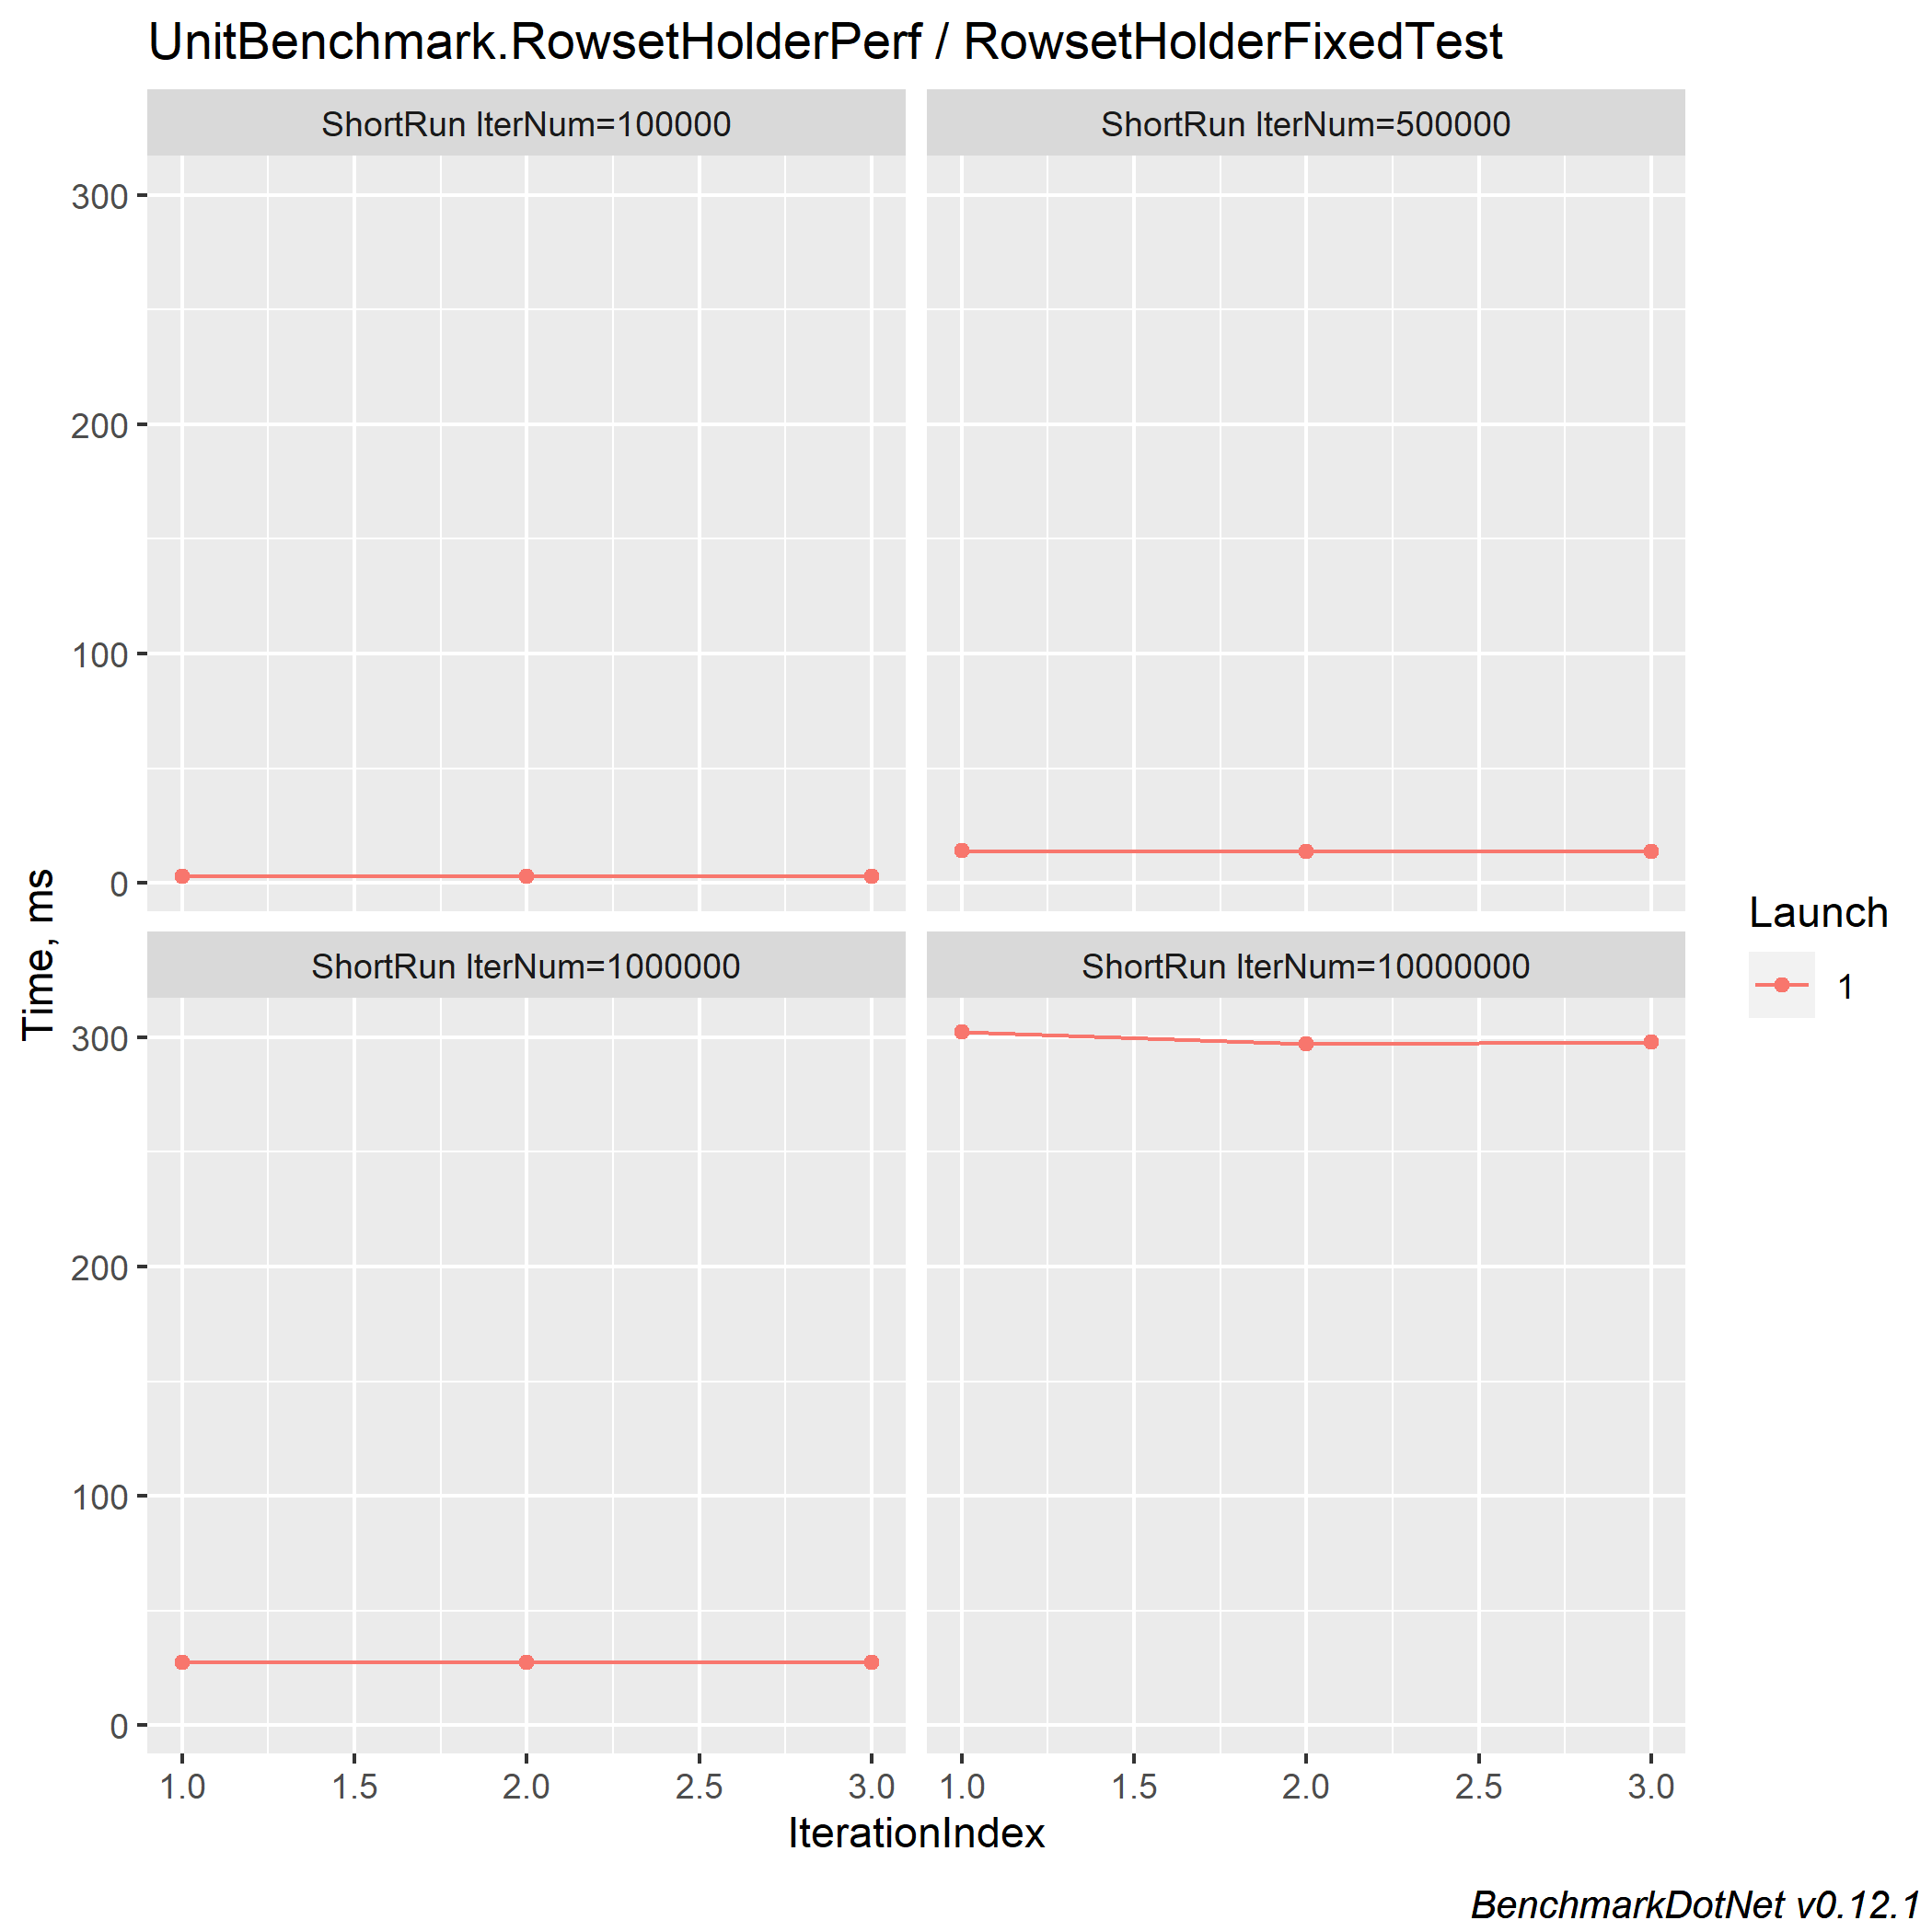 UnitBenchmark.RowsetHolderPerf / RowsetHolderFixedTest
ShortRun IterNum=100000
ShortRun IterNum=500000
300
200
100
0
ShortRun IterNum=1000000
ShortRun IterNum=10000000
300
200
100
0
Time, ms
1.0 1.5 2.0 2.5 3.0
1.0 1.5 2.0 2.5 3.0
IterationIndex
Launch
1
BenchmarkDotNet v0.12.1